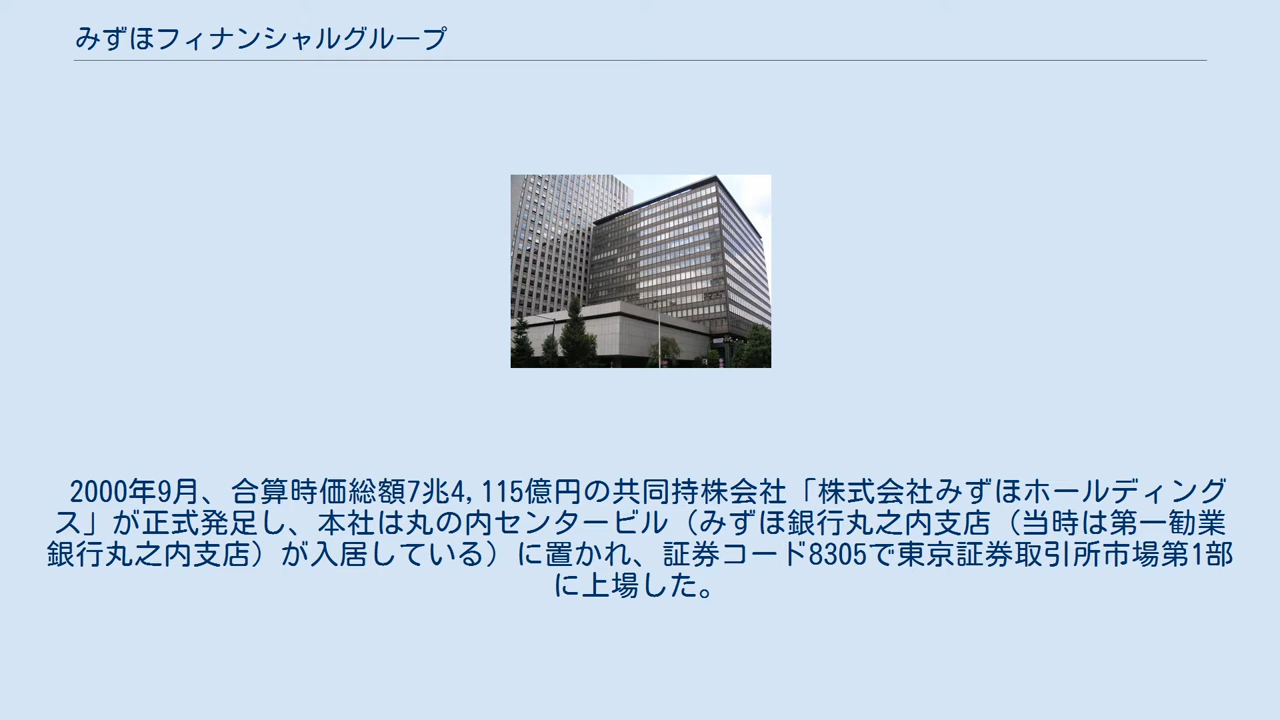 みずほフィナンシャルグループ
2000年9月、合算時価総額7兆4,115億円の共同持株会社「株式会社みずほホールディング
ス」が正式発足し、本社は丸の内センタービル（みずほ銀行丸之内支店（当時は第一勧業
銀行丸之内支店）が入居している）に置かれ、証券コード8305で東京証券取引所市場第1部
に上場した。